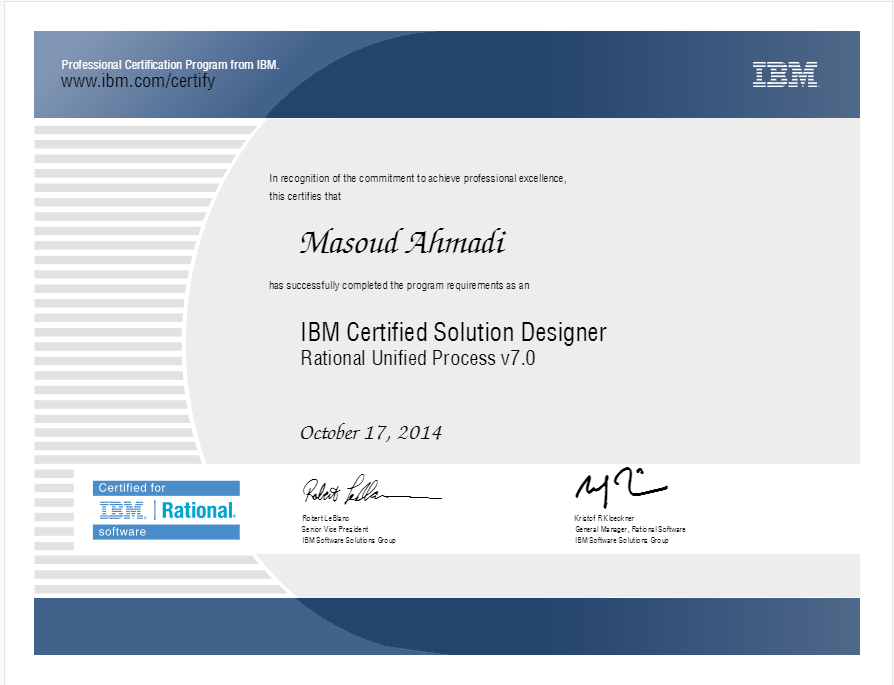 Professional Certification Program from IBM.
www.ibm.com/certify
IBM.
In recognition of the commitment to achieve professional excellence,
this certifies that
Masoud Ahmadi
has successfully completed the program requirements as an
IBM Certified Solution Designer
Rational Unified Process v7.0
October 17, 2014
Certified for
IBM. | Rational.
software
Robert LeBlanc
Robert LeBlanc
Senior Vice President
IBM Software Solutions Group
Kristof R Kloeckner
General Manager, Rational Software
IBM Software Solutions Group